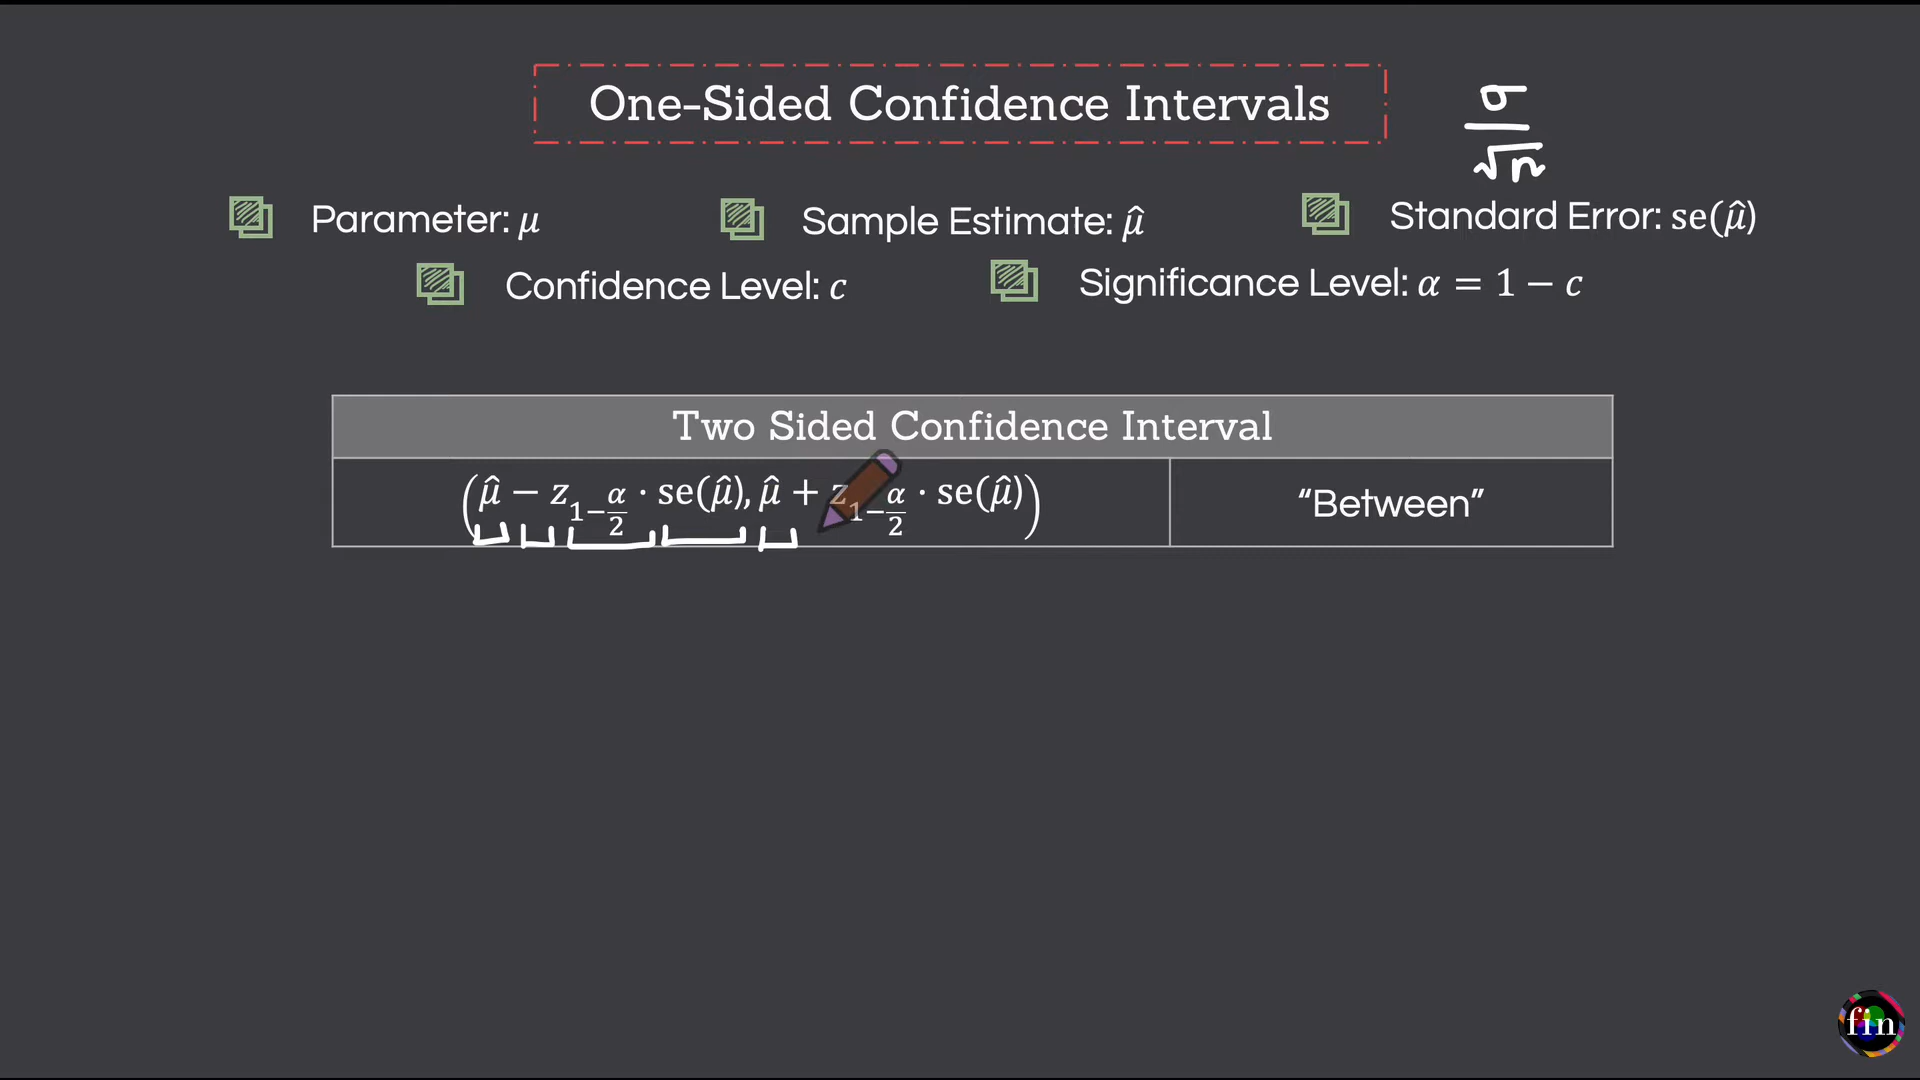 One-Sided Confidence Intervals
σ/√n
Parameter: μ
Sample Estimate: μ̂
Standard Error: se(μ̂)
Confidence Level: c
Significance Level: α = 1 − c
Two Sided Confidence Interval
(μ̂ − z_{1−α/2} · se(μ̂), μ̂ + z_{1−α/2} · se(μ̂))
“Between”
fin